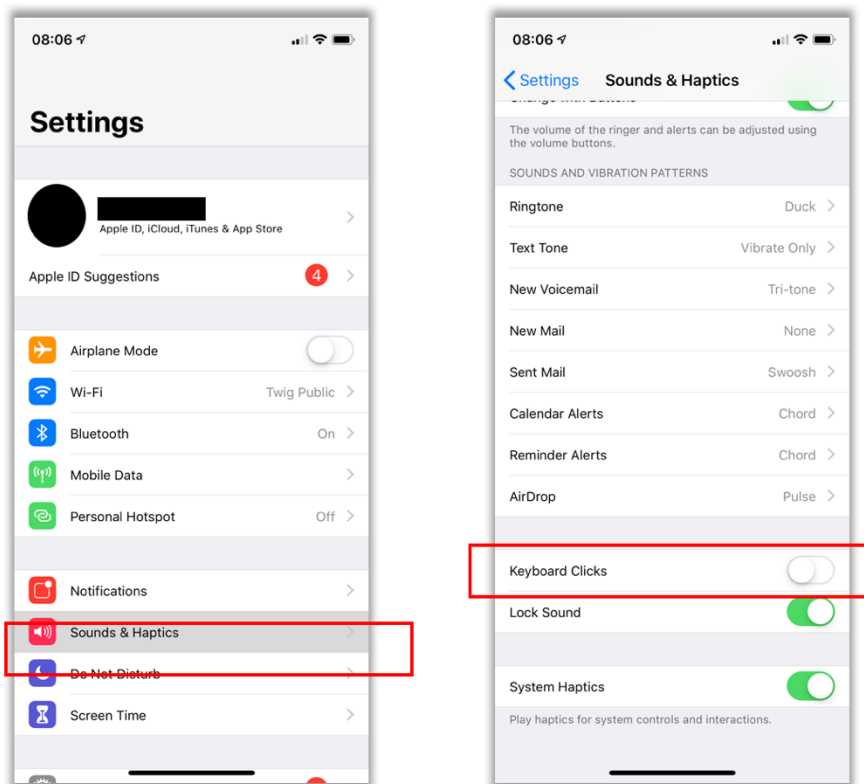 08:06
Settings
Apple ID, iCloud, iTunes & App Store
Apple ID Suggestions 4
Airplane Mode
Wi-Fi Twig Public
Bluetooth On
Mobile Data
Personal Hotspot Off
Notifications
Sounds & Haptics
Do Not Disturb
Screen Time
08:06
Settings Sounds & Haptics
Change with Buttons
The volume of the ringer and alerts can be adjusted using
the volume buttons.
SOUNDS AND VIBRATION PATTERNS
Ringtone Duck
Text Tone Vibrate Only
New Voicemail Tri-tone
New Mail None
Sent Mail Swoosh
Calendar Alerts Chord
Reminder Alerts Chord
AirDrop Pulse
Keyboard Clicks
Lock Sound
System Haptics
Play haptics for system controls and interactions.